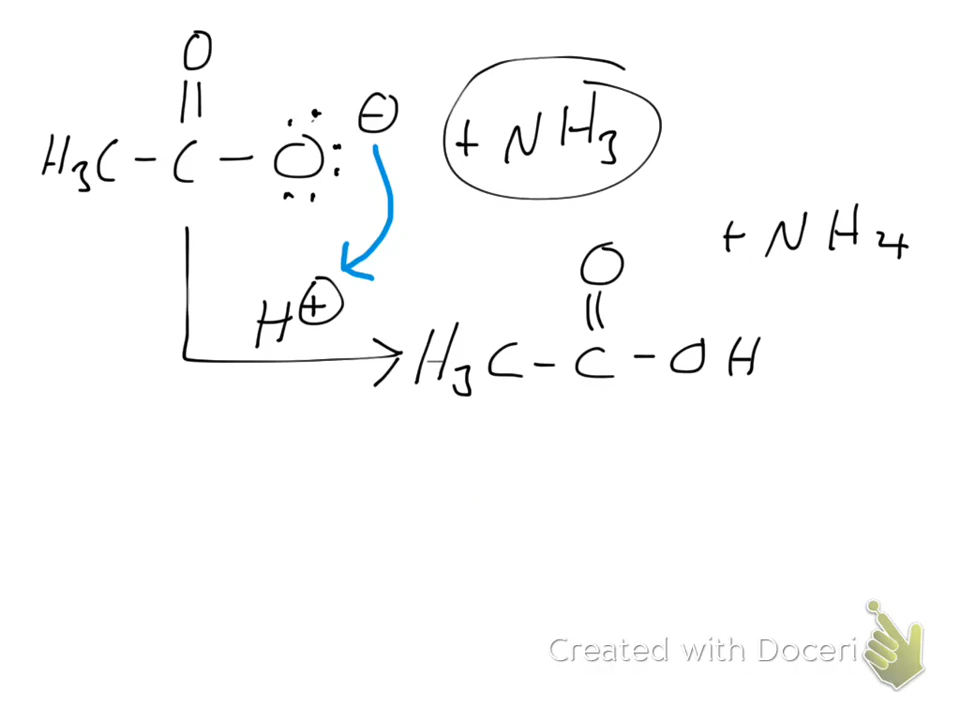 O
||
H3C - C - O: ⊖ + NH3
+ NH4
O
H⊕ ||
H3C - C - OH
Created with Doceri